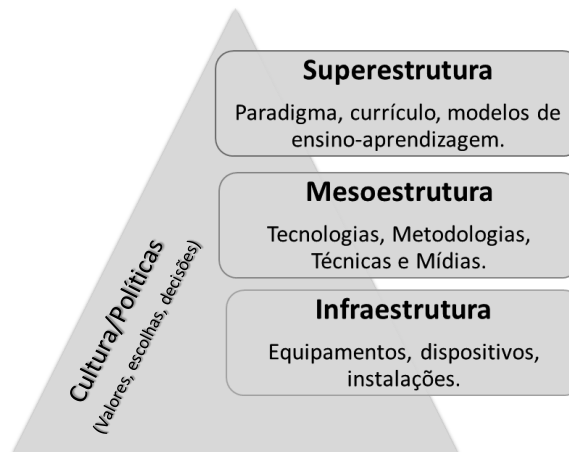 Superestrutura
Paradigma, currículo, modelos de
ensino-aprendizagem.
Mesoestrutura
Tecnologias, Metodologias,
Técnicas e Mídias.
Infraestrutura
Equipamentos, dispositivos,
instalações.
Cultura/Políticas
(Valores, escolhas, decisões)